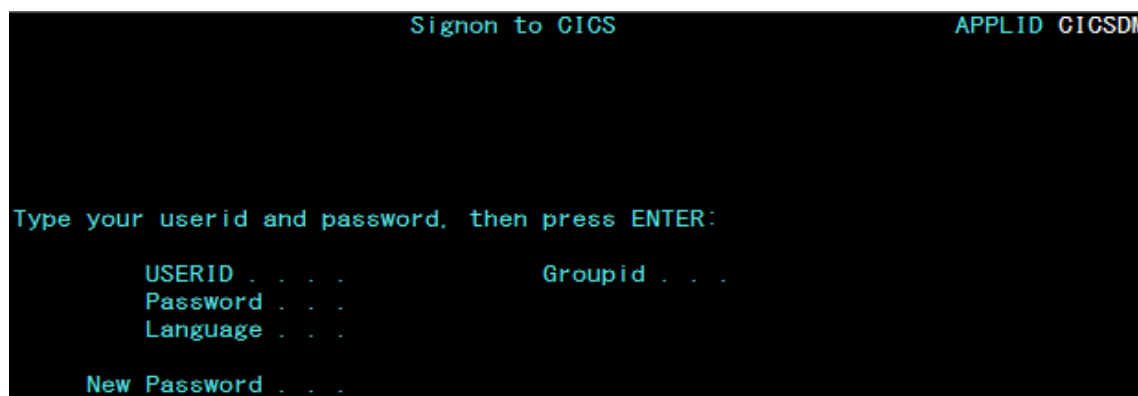 Signon to CICS APPLID CICSDM
Type your userid and password, then press ENTER:
USERID . . . . Groupid . . .
Password . . .
Language . . .
New Password . . .